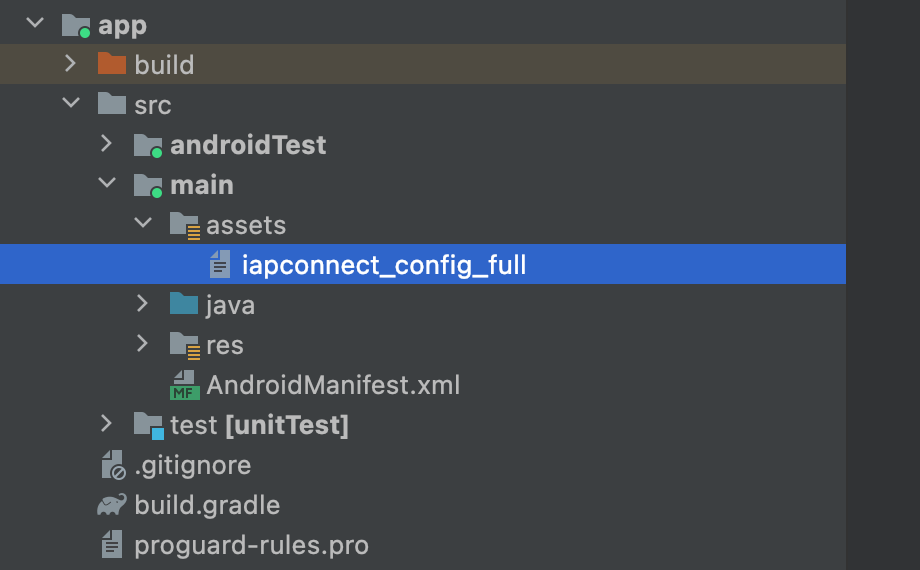 app
build
src
androidTest
main
assets
iapconnect_config_full
java
res
MF AndroidManifest.xml
test [unitTest]
.gitignore
build.gradle
proguard-rules.pro